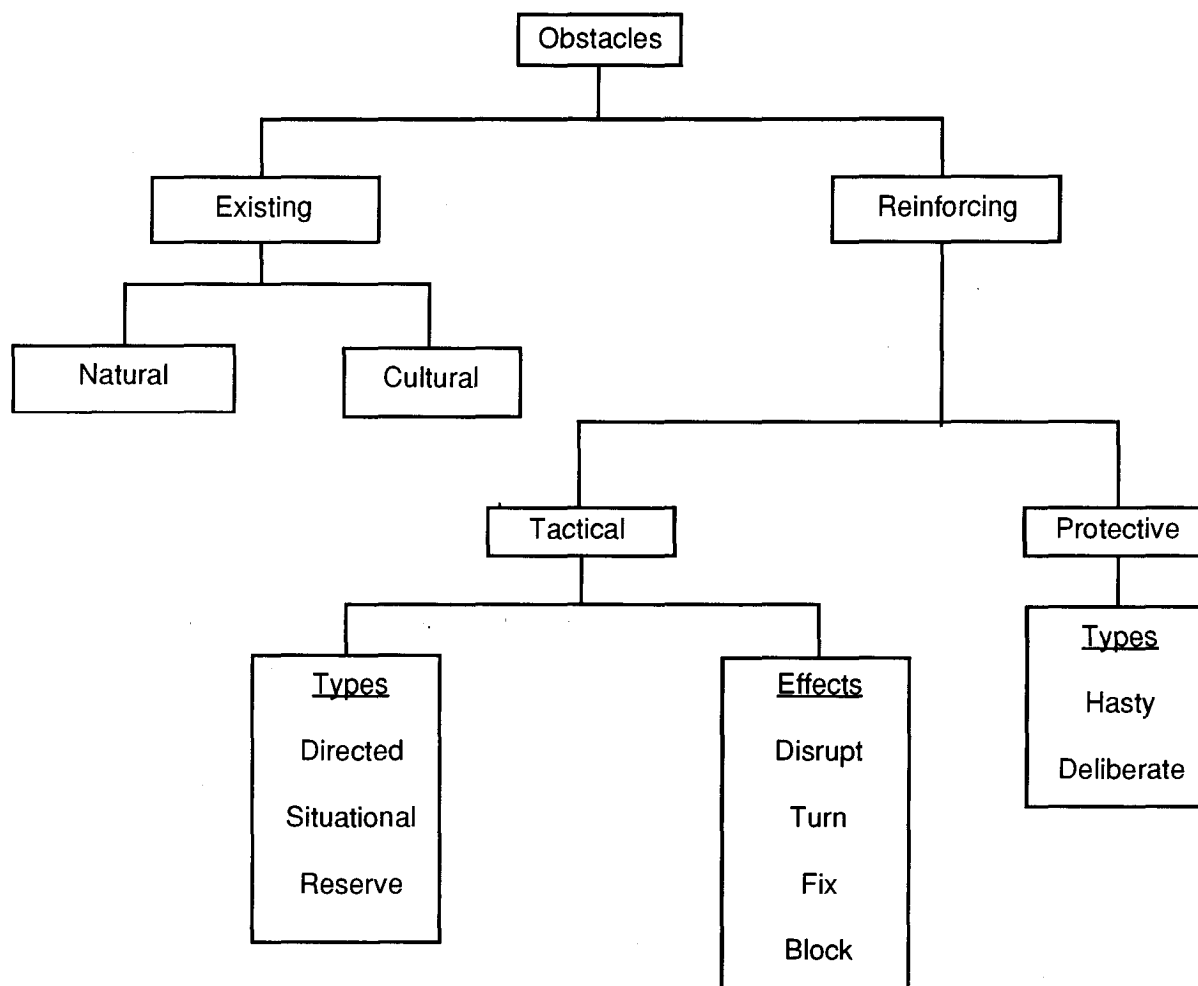 Obstacles
Existing
Reinforcing
Natural
Cultural
Tactical
Protective
Types
Directed
Situational
Reserve
Effects
Disrupt
Turn
Fix
Block
Types
Hasty
Deliberate